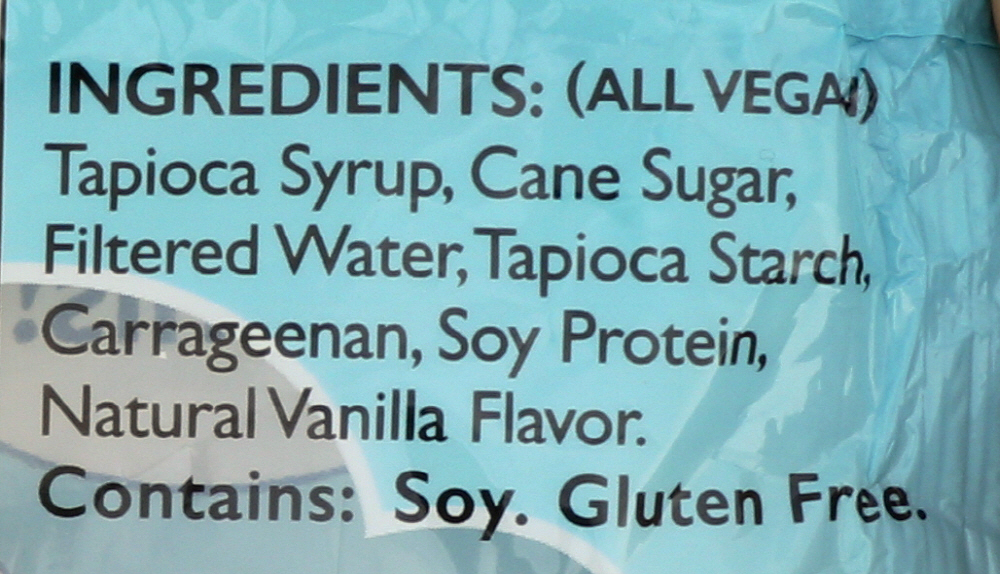 INGREDIENTS: (ALL VEGAN)
Tapioca Syrup, Cane Sugar,
Filtered Water, Tapioca Starch,
Carrageenan, Soy Protein,
Natural Vanilla Flavor.
Contains: Soy. Gluten Free.